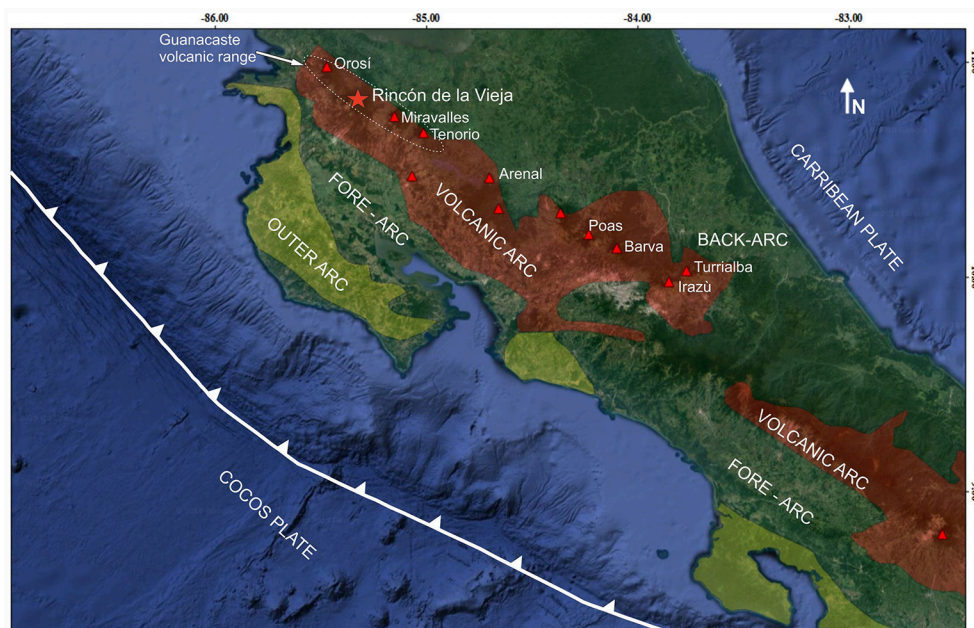 -86.00
-85.00
-84.00
-83.00
Guanacaste
volcanic range
Orosí
Rincón de la Vieja
Miravalles
Tenorio
N
CARRIBEAN PLATE
Arenal
FORE - ARC
VOLCANIC ARC
OUTER ARC
Poas
Barva
BACK-ARC
Turrialba
Irazù
COCOS PLATE
VOLCANIC ARC
FORE - ARC